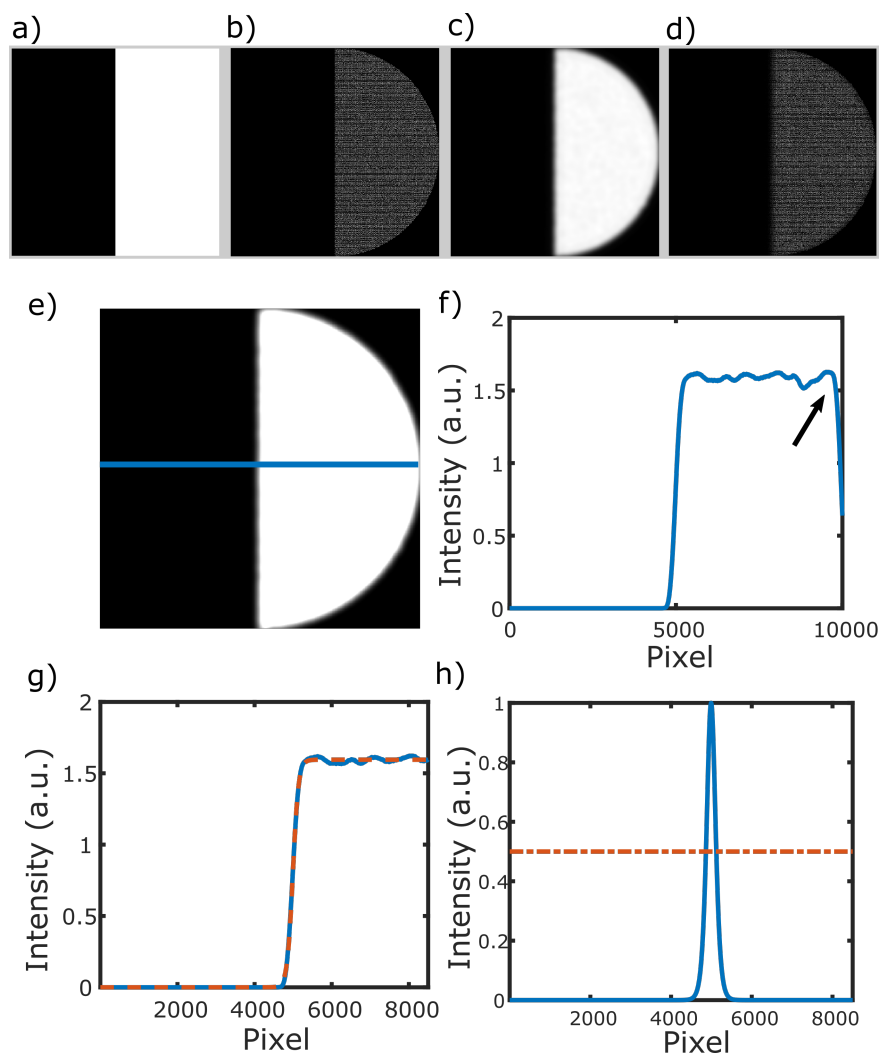 a)
b)
c)
d)
e)
f)
2
1.5
1
0.5
0
0
5000
10000
Intensity (a.u.)
Pixel
g)
2
1.5
1
0.5
0
2000
4000
6000
8000
Intensity (a.u.)
Pixel
h)
1
0.8
0.6
0.4
0.2
0
2000
4000
6000
8000
Intensity (a.u.)
Pixel